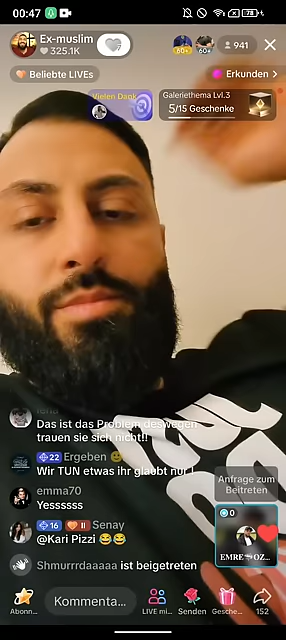 00:47
78
Ex-muslim
325.1K
60+
60+
941
Beliebte LIVEs
Erkunden >
Vielen Dank
Galeriethema Lvl.3
5/15 Geschenke
Das ist das Problem deswegen
trauen sie sich nicht!!
22 Ergeben
Wir TUN etwas ihr glaubt nur !
emma70
Yessssss
16 II Senay
@Kari Pizzi 😂😂
Shmurrrdaaaaa ist beigetreten
Anfrage zum
Beitreten
0
EMRE OZ...
Abonn...
Kommenta...
LIVE mi...
Senden
Gesche...
152